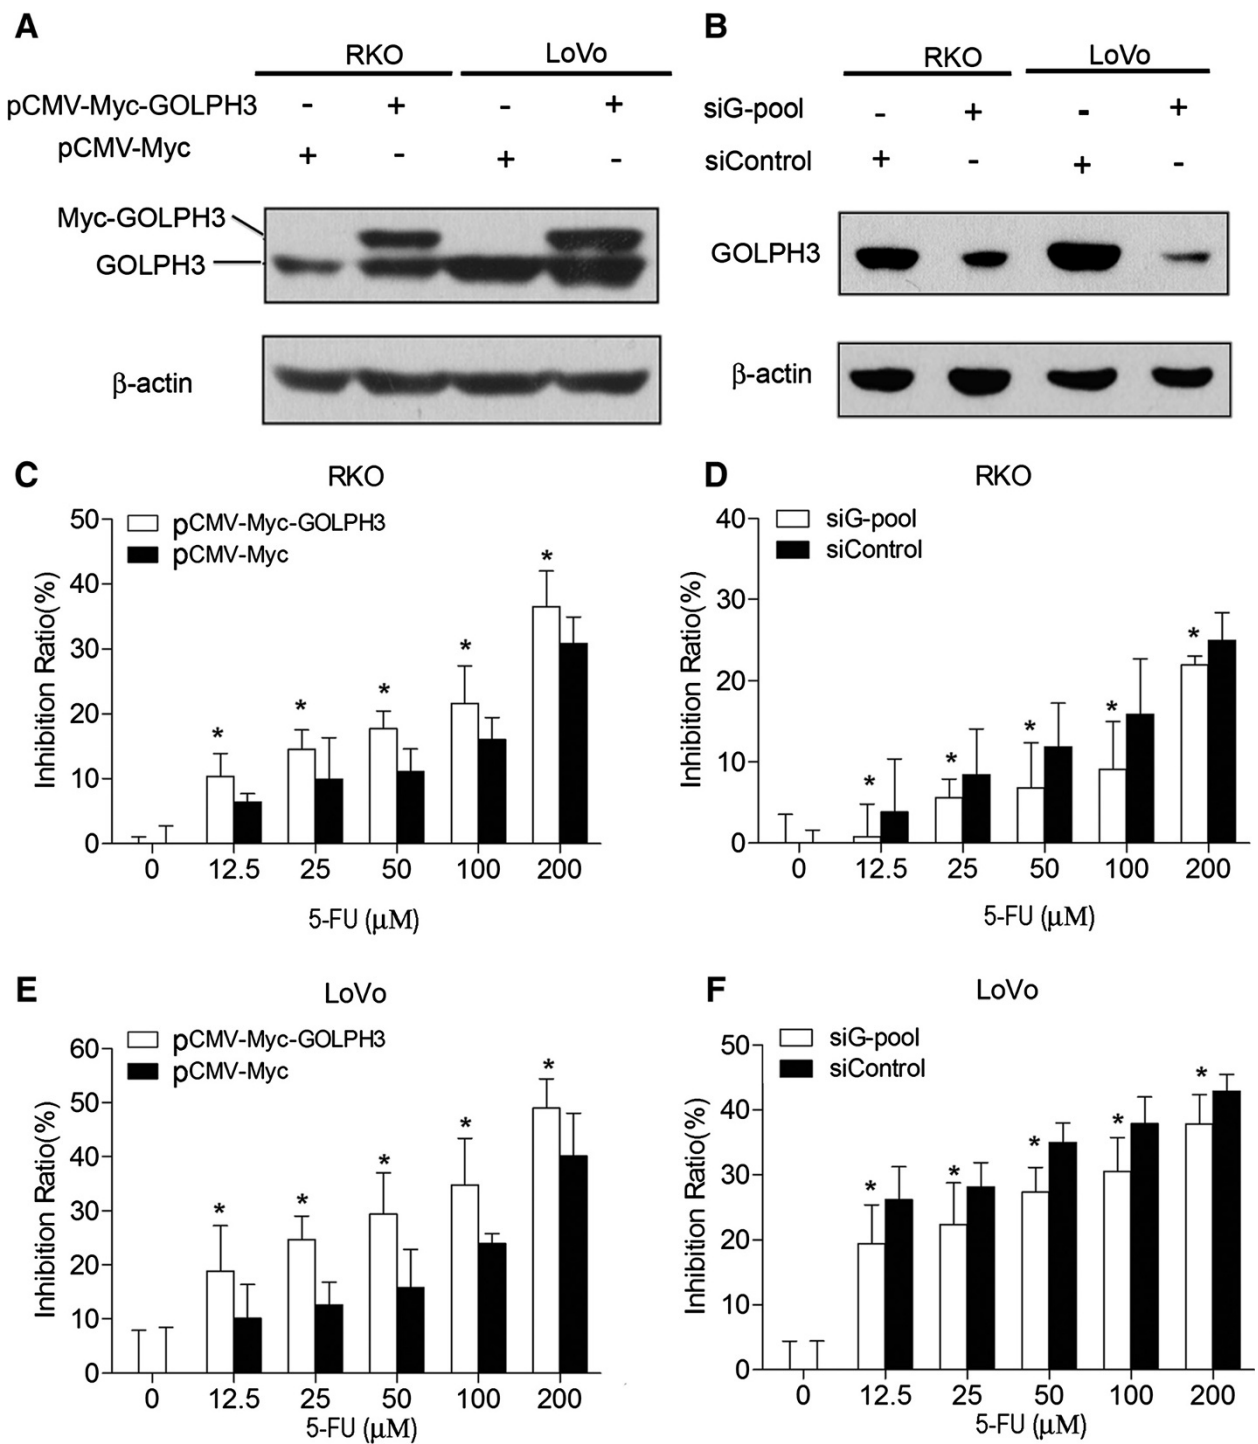 A
RKO LoVo
pCMV-Myc-GOLPH3 - + - +
pCMV-Myc + - + -
Myc-GOLPH3
GOLPH3
β-actin
B
RKO LoVo
siG-pool - + - +
siControl + - + -
GOLPH3
β-actin
C
RKO
pCMV-Myc-GOLPH3
pCMV-Myc
Inhibition Ratio(%)
50
40
30
20
10
0
* * * * *
0 12.5 25 50 100 200
5-FU (μM)
D
RKO
siG-pool
siControl
Inhibition Ratio(%)
40
30
20
10
0
* * * * *
0 12.5 25 50 100 200
5-FU (μM)
E
LoVo
pCMV-Myc-GOLPH3
pCMV-Myc
Inhibition Ratio(%)
60
50
40
30
20
10
0
* * * * *
0 12.5 25 50 100 200
5-FU (μM)
F
LoVo
siG-pool
siControl
Inhibition Ratio(%)
50
40
30
20
10
0
* * * * *
0 12.5 25 50 100 200
5-FU (μM)